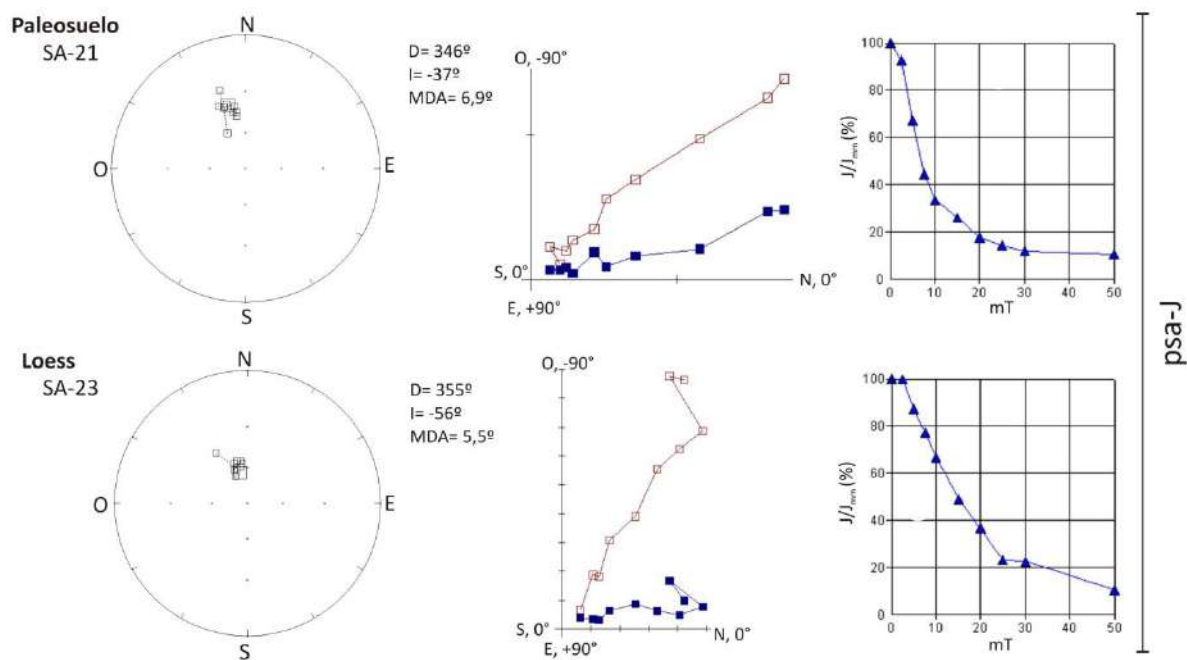 Paleosuelo
SA-21
N
O
E
S
D= 346º
I= -37º
MDA= 6,9º
O, -90°
S, 0°
N, 0°
E, +90°
J/Jmrn (%)
100
80
60
40
20
0
0 10 20 30 40 50
mT
Loess
SA-23
N
O
E
S
D= 355º
I= -56º
MDA= 5,5º
O, -90°
S, 0°
N, 0°
E, +90°
J/Jmrn (%)
100
80
60
40
20
0
0 10 20 30 40 50
mT
psa-J